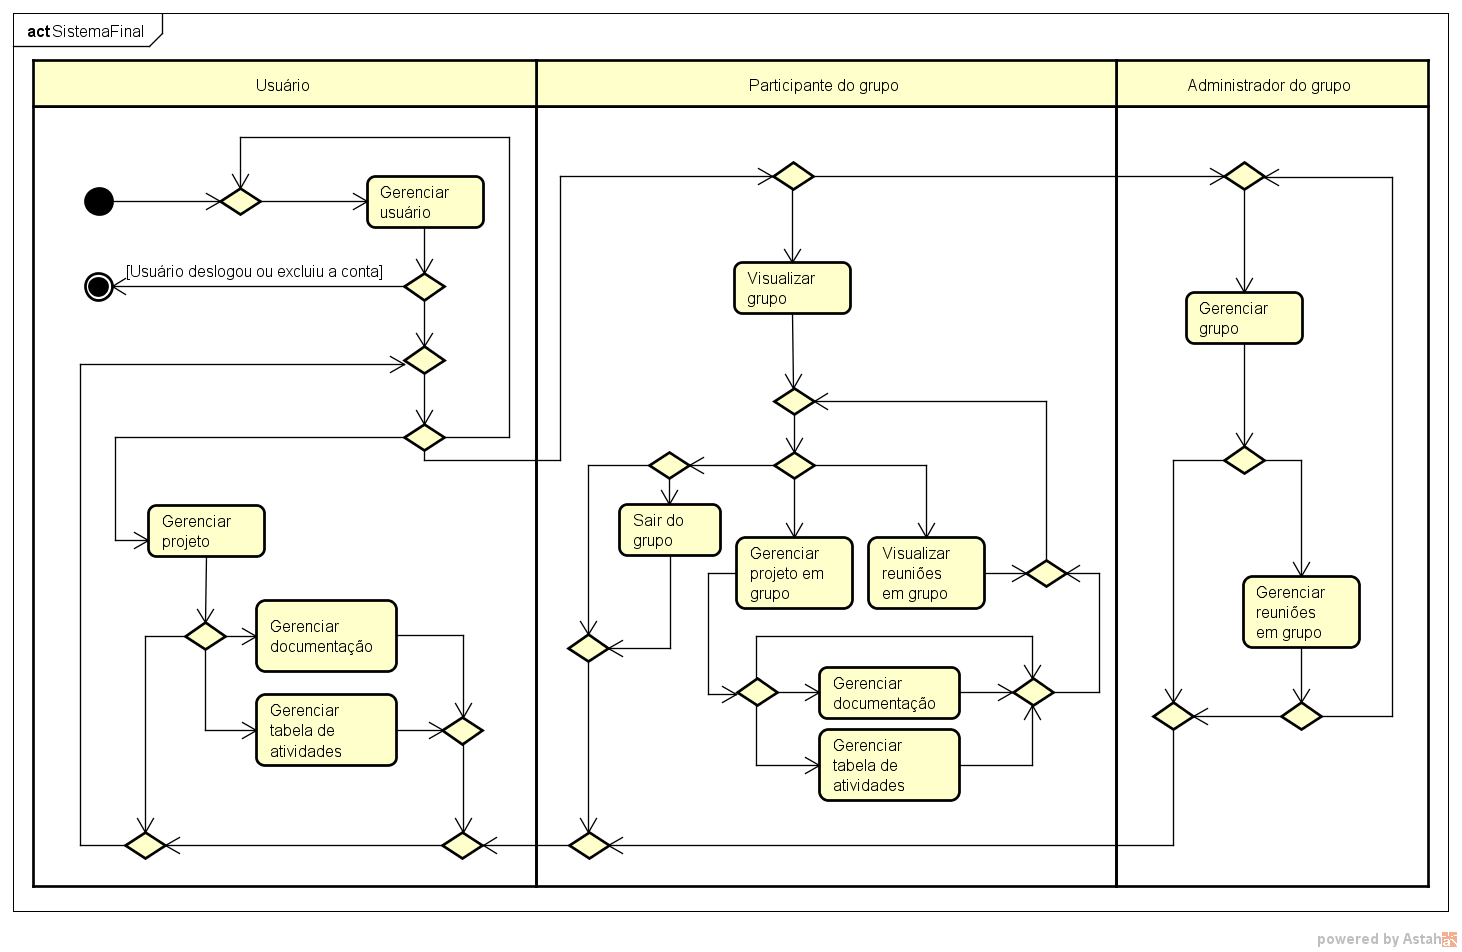 act SistemaFinal
Usuário
Participante do grupo
Administrador do grupo
Gerenciar
usuário
[Usuário deslogou ou excluiu a conta]
Visualizar
grupo
Gerenciar
grupo
Gerenciar
projeto
Sair do
grupo
Gerenciar
projeto em
grupo
Visualizar
reuniões
em grupo
Gerenciar
reuniões
em grupo
Gerenciar
documentação
Gerenciar
tabela de
atividades
Gerenciar
documentação
Gerenciar
tabela de
atividades
powered by Astah